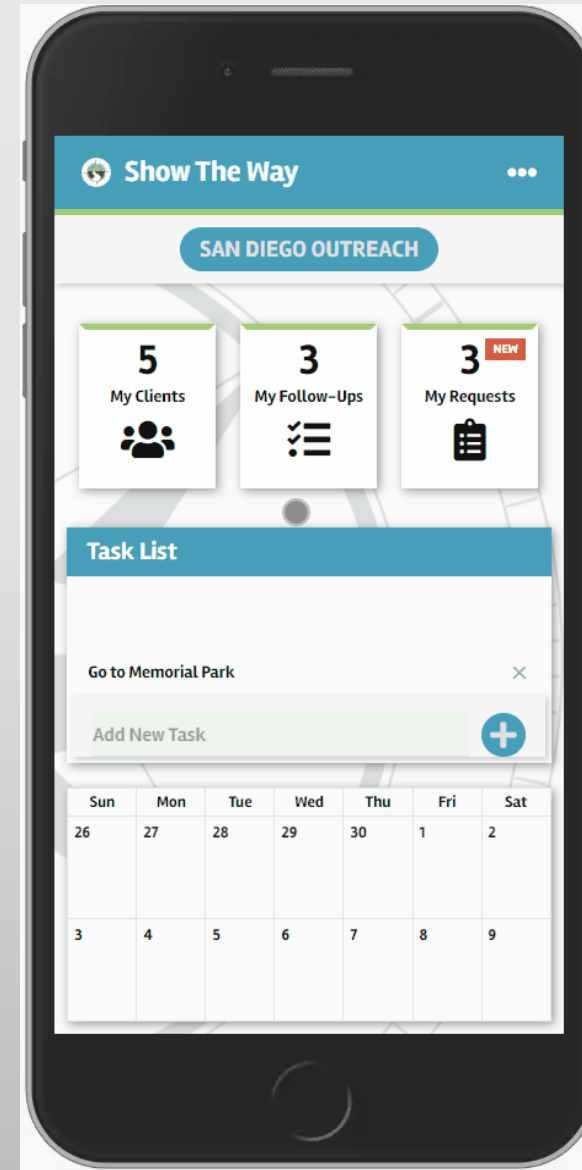 Show The Way
SAN DIEGO OUTREACH
5 3 3 NEW
My Clients My Follow-Ups My Requests
Task List
Go to Memorial Park ×
Add New Task
Sun Mon Tue Wed Thu Fri Sat
26 27 28 29 30 1 2
3 4 5 6 7 8 9